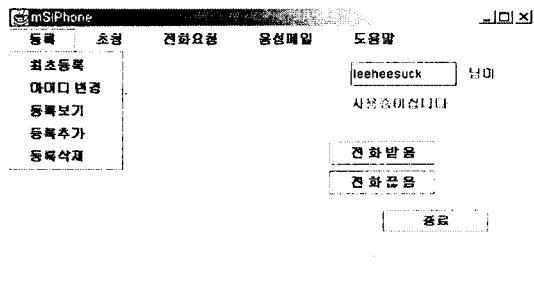 mSiPhone
등록 초청 전화요청 음성메일 도움말
최초등록
아이디 변경
등록보기
등록추가
등록삭제
leeheesuck 님이
사용중이십니다
전화받음
전화끊음
종료